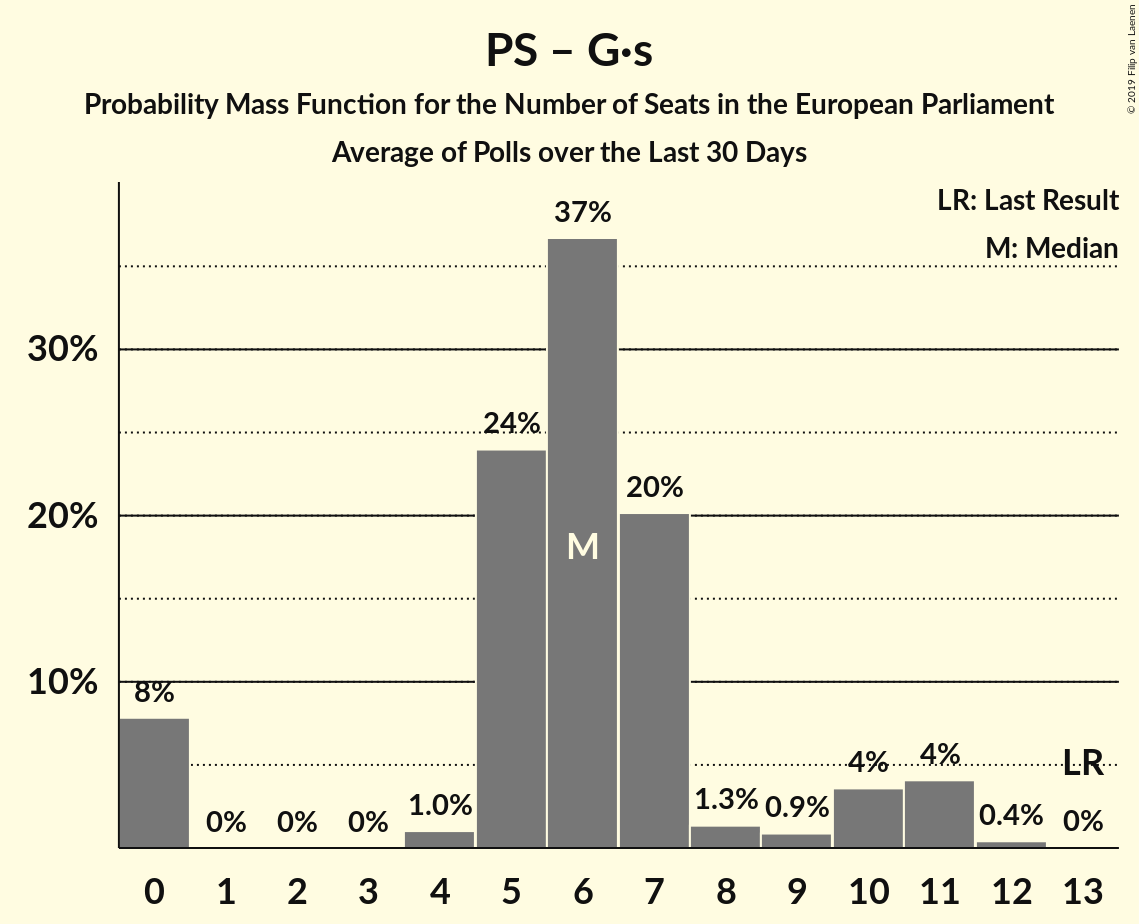 PS – G·s
Probability Mass Function for the Number of Seats in the European Parliament
Average of Polls over the Last 30 Days
© 2019 Filip van Laenen
LR: Last Result
M: Median
37%
30%
24%
20%
20%
M
10%
8%
LR
4%
4%
1.0%
1.3%
0.9%
0.4%
0%
0%
0%
0%
0 1 2 3 4 5 6 7 8 9 10 11 12 13